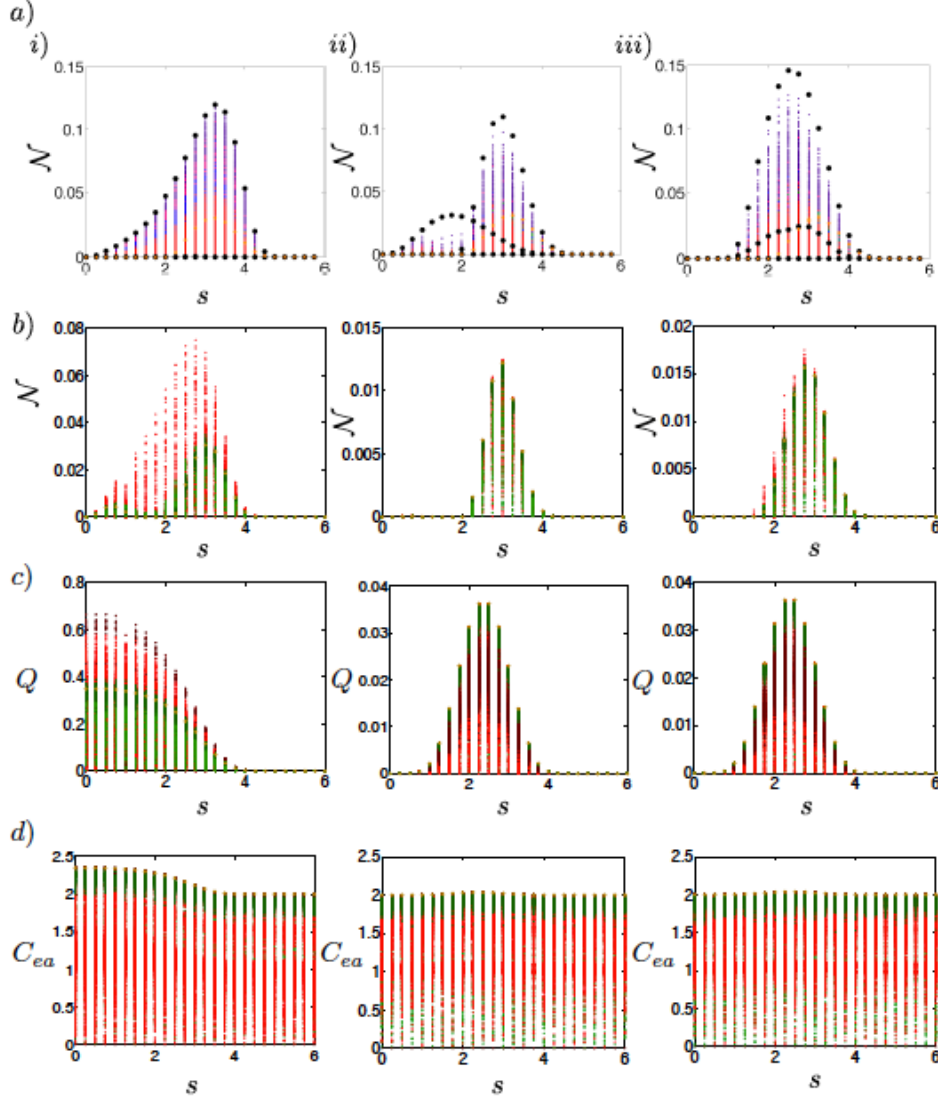 a)
i) ii) iii)
0.15 0.15 0.15
0.1 0.1 0.1
N N N
0.05 0.05 0.05
0 0 0
0 2 4 6 0 2 4 6 0 2 4 6
s s s
b)
0.08 0.015 0.02
0.06 0.015
0.01
N 0.04 N N 0.01
0.02 0.005 0.005
0 0 0
0 2 4 6 0 2 4 6 0 2 4 6
s s s
c)
0.8 0.04 0.04
0.6 0.03 0.03
Q 0.4 Q 0.02 Q 0.02
0.2 0.01 0.01
0 0 0
0 2 4 6 0 2 4 6 0 2 4 6
s s s
d)
2.5 2.5 2.5
2 2 2
1.5 1.5 1.5
C_{ea} C_{ea} C_{ea}
1 1 1
0.5 0.5 0.5
0 0 0
0 2 4 6 0 2 4 6 0 2 4 6
s s s